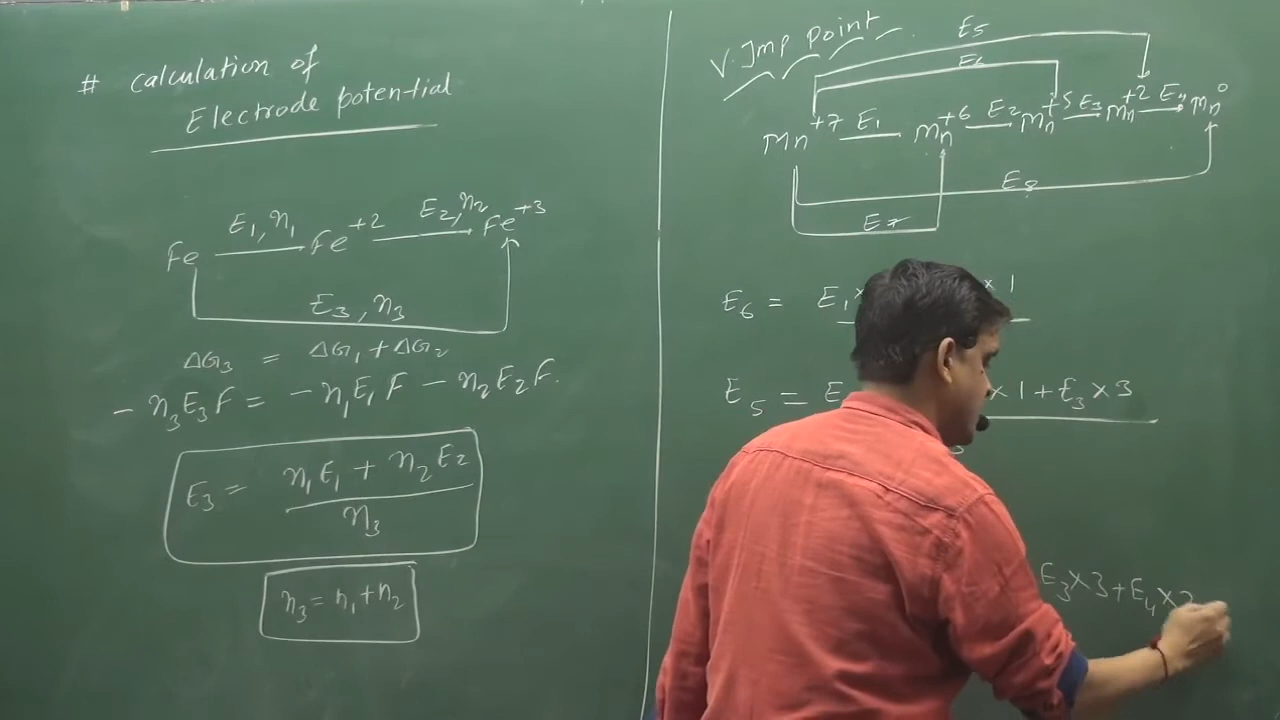 # calculation of
Electrode potential
E₁, n₁ E₂, n₂
Fe → Fe⁺² → Fe⁺³
E₃, n₃
ΔG₃ = ΔG₁ + ΔG₂
- n₃E₃F = - n₁E₁F - n₂E₂F.
E₃ = n₁E₁ + n₂E₂ / n₃
n₃ = n₁ + n₂
V. Imp point
E₅
E₆
Mn⁺⁷ E₁ Mn⁺⁶ E₂ Mn⁺⁵ E₃ Mn⁺² E₄ Mn⁰
E₈
E₇
E₆ = E₁× × 1
E₅ = E × 1 + E₃ × 3
E₃×3+E₄×2